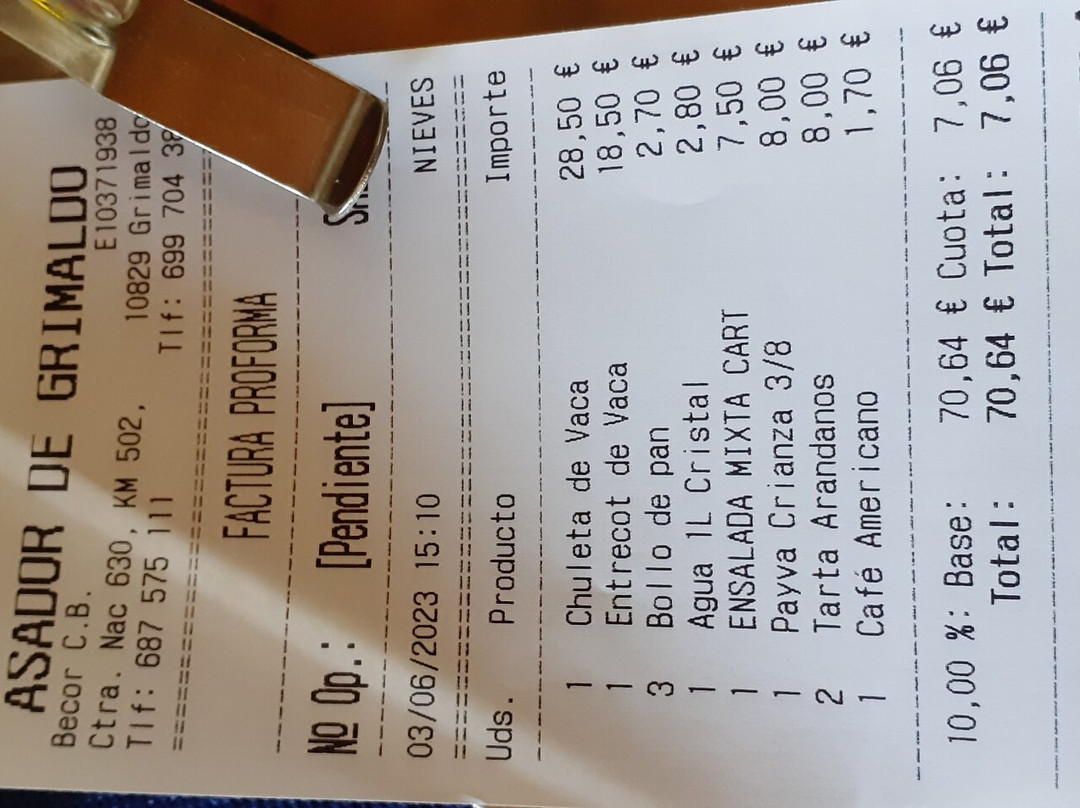 ASADOR DE GRIMALDO
Becor C.B. E10371938
Ctra. Nac 630, KM 502, 10829 Grimaldo
Tlf: 687 575 111 Tlf: 699 704
FACTURA PROFORMA
Nº Op.: [Pendiente]
03/06/2023 15:10 NIEVES
Uds. Producto Importe
1 Chuleta de Vaca 28,50 €
1 Entrecot de Vaca 18,50 €
3 Bollo de pan 2,70 €
1 Agua 1L Cristal 2,80 €
1 ENSALADA MIXTA CART 7,50 €
1 Payva Crianza 3/8 8,00 €
2 Tarta Arandanos 8,00 €
1 Café Americano 1,70 €
10,00 %: Base: 70,64 € Cuota: 7,06 €
Total: 70,64 € Total: 7,06 €